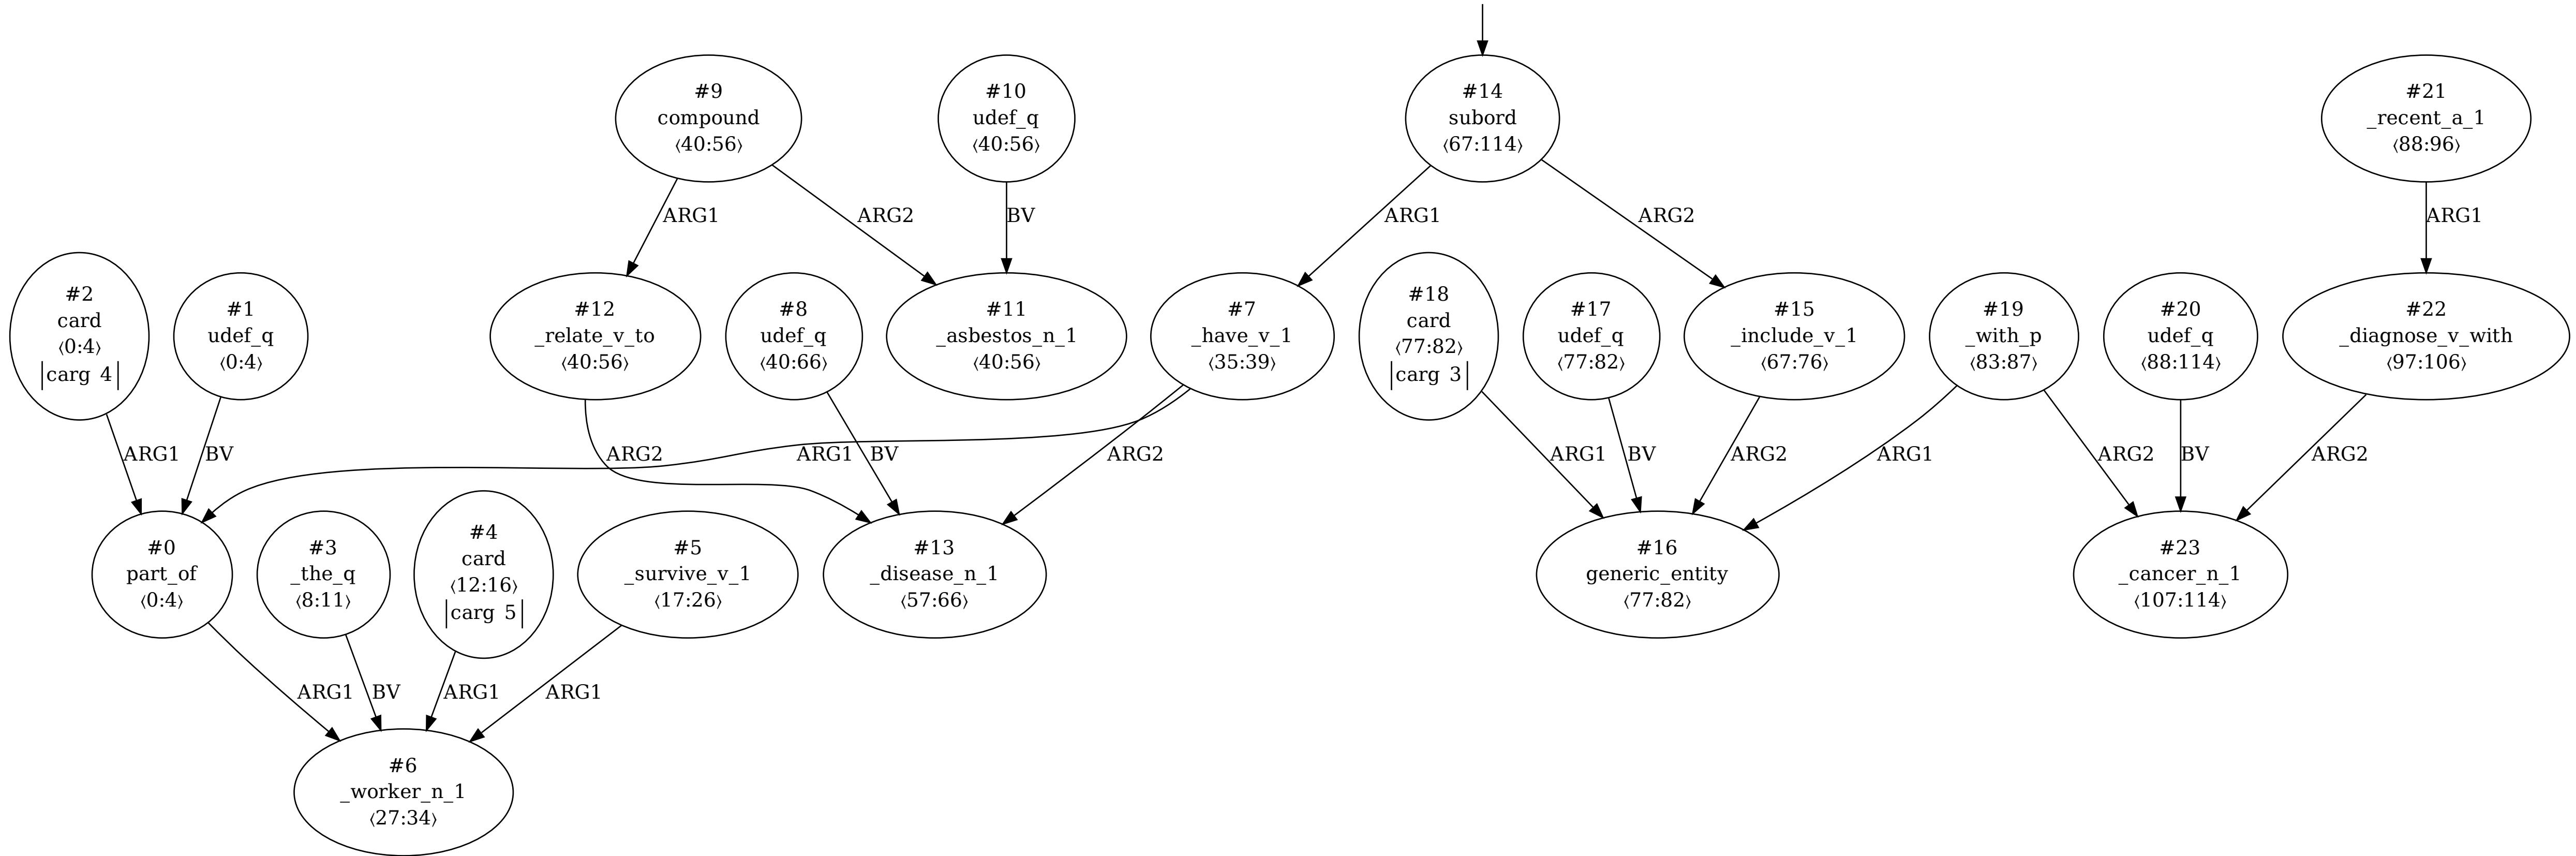 #9
compound
⟨40:56⟩
#10
udef_q
⟨40:56⟩
#14
subord
⟨67:114⟩
#21
_recent_a_1
⟨88:96⟩
ARG1
ARG2
BV
ARG1
ARG2
ARG1
#2
card
⟨0:4⟩
carg 4
#1
udef_q
⟨0:4⟩
#12
_relate_v_to
⟨40:56⟩
#8
udef_q
⟨40:66⟩
#11
_asbestos_n_1
⟨40:56⟩
#7
_have_v_1
⟨35:39⟩
#18
card
⟨77:82⟩
carg 3
#17
udef_q
⟨77:82⟩
#15
_include_v_1
⟨67:76⟩
#19
_with_p
⟨83:87⟩
#20
udef_q
⟨88:114⟩
#22
_diagnose_v_with
⟨97:106⟩
ARG1
BV
ARG2
ARG1
BV
ARG2
ARG1
BV
ARG2
ARG1
ARG2
BV
ARG2
#0
part_of
⟨0:4⟩
#3
_the_q
⟨8:11⟩
#4
card
⟨12:16⟩
carg 5
#5
_survive_v_1
⟨17:26⟩
#13
_disease_n_1
⟨57:66⟩
#16
generic_entity
⟨77:82⟩
#23
_cancer_n_1
⟨107:114⟩
ARG1
BV
ARG1
ARG1
#6
_worker_n_1
⟨27:34⟩